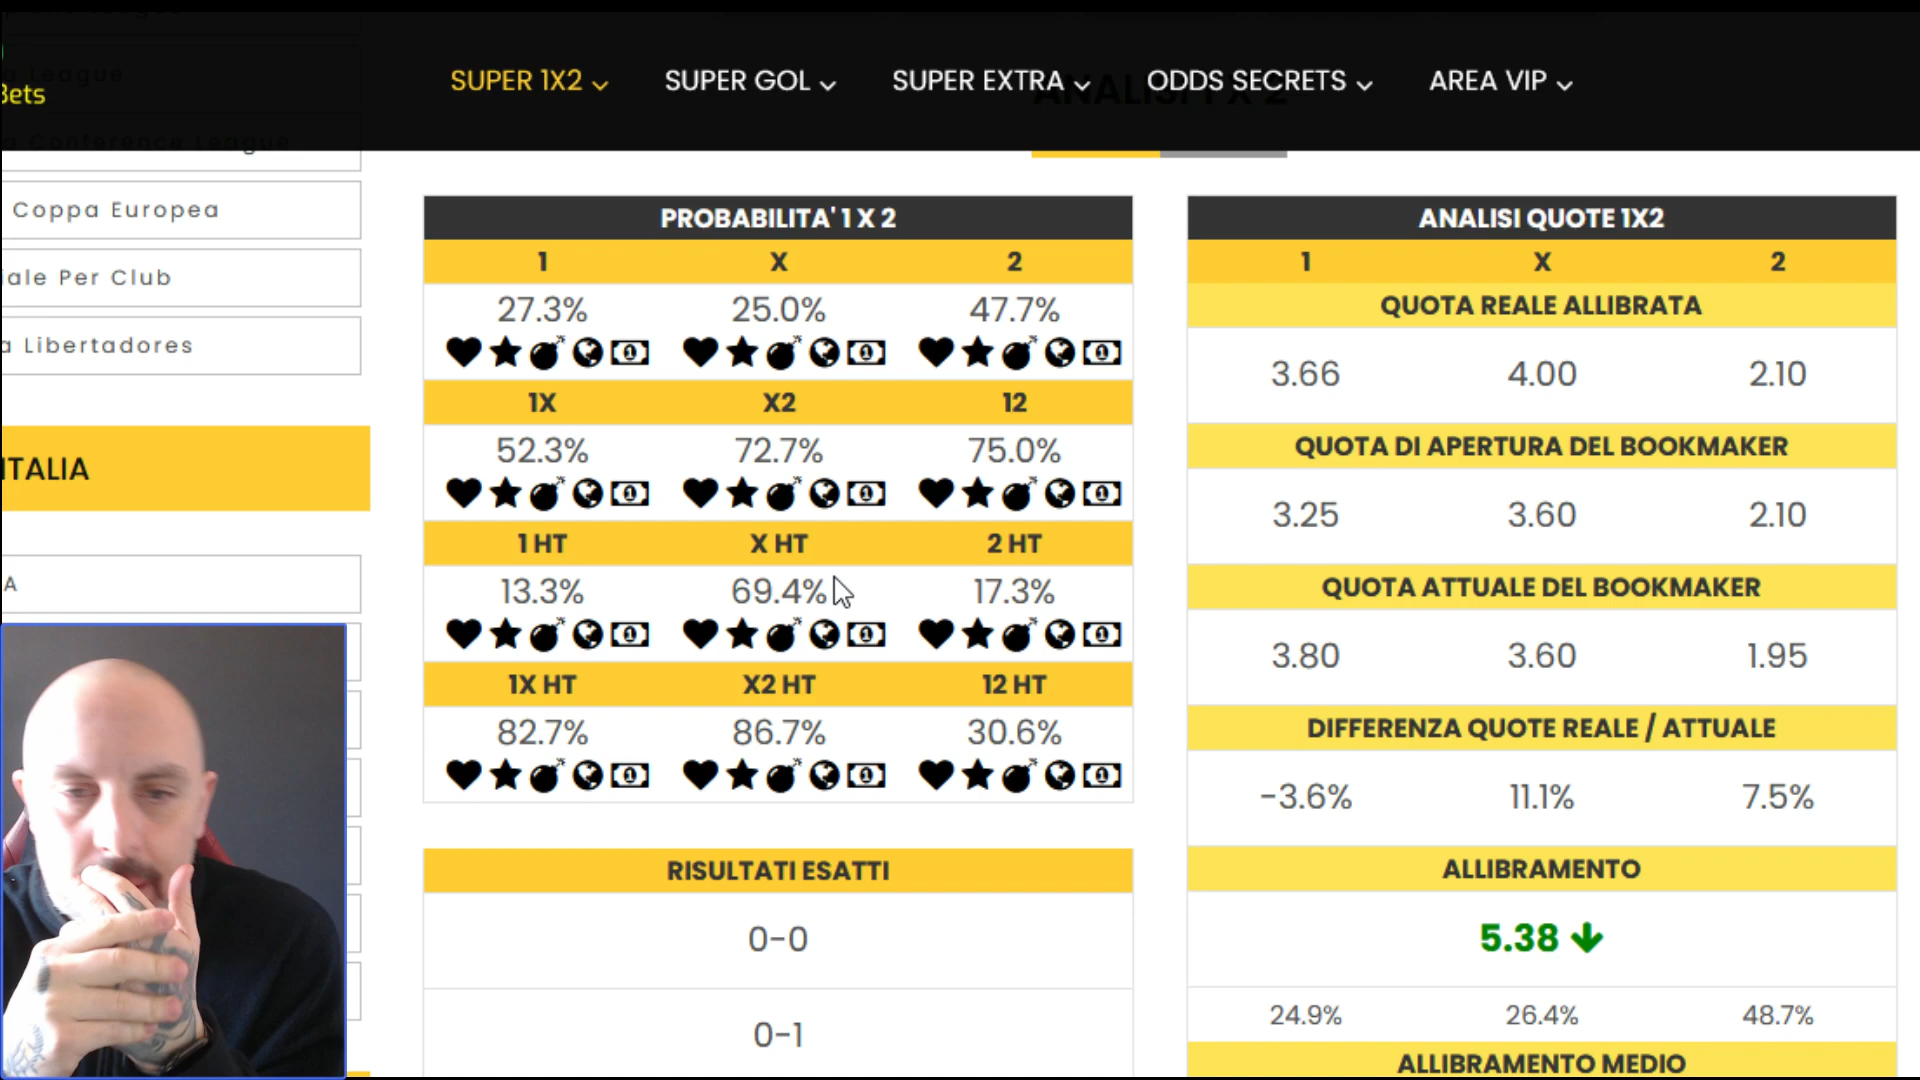 Bets
SUPER 1X2
SUPER GOL
SUPER EXTRA
ODDS SECRETS
AREA VIP
League
Conference League
Coppa Europea
iale Per Club
a Libertadores
ITALIA
A
PROBABILITA' 1 X 2
1 X 2
27.3% 25.0% 47.7%
1X X2 12
52.3% 72.7% 75.0%
1 HT X HT 2 HT
13.3% 69.4% 17.3%
1X HT X2 HT 12 HT
82.7% 86.7% 30.6%
RISULTATI ESATTI
0-0
0-1
ANALISI QUOTE 1X2
1 X 2
QUOTA REALE ALLIBRATA
3.66 4.00 2.10
QUOTA DI APERTURA DEL BOOKMAKER
3.25 3.60 2.10
QUOTA ATTUALE DEL BOOKMAKER
3.80 3.60 1.95
DIFFERENZA QUOTE REALE / ATTUALE
-3.6% 11.1% 7.5%
ALLIBRAMENTO
5.38
24.9% 26.4% 48.7%
ALLIBRAMENTO MEDIO